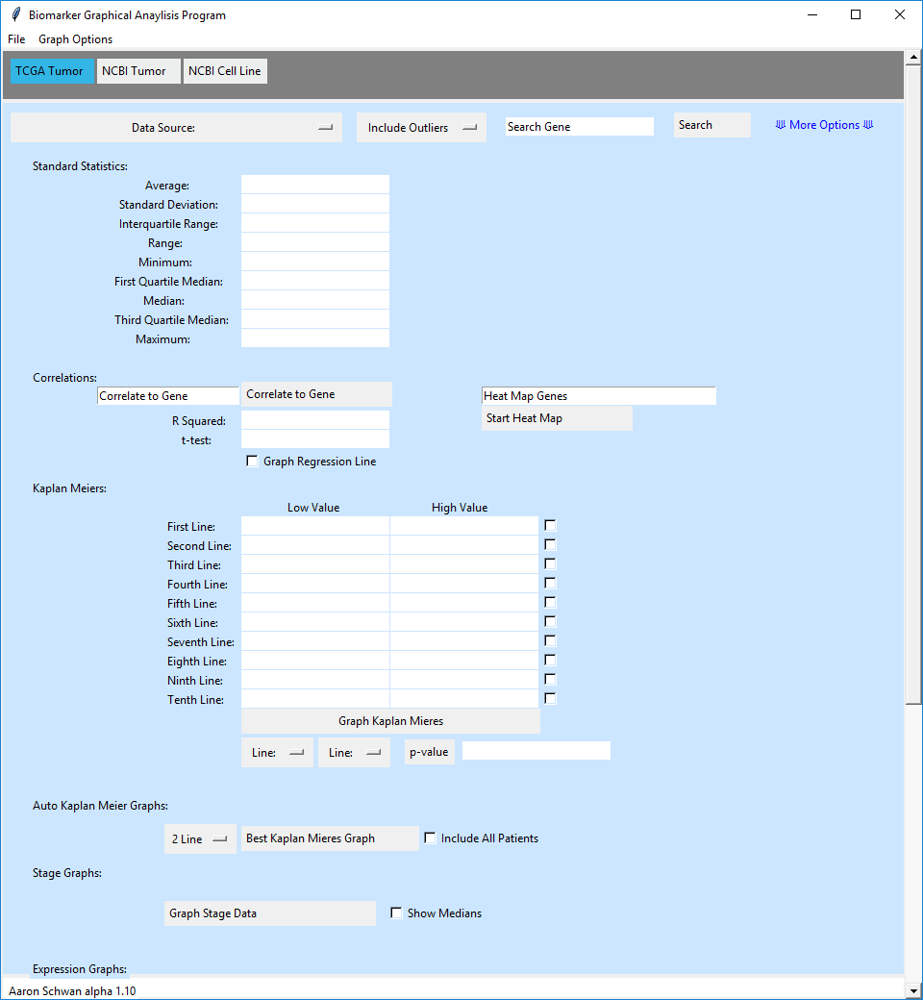 Biomarker Graphical Anaylisis Program
File Graph Options
TCGA Tumor NCBI Tumor NCBI Cell Line
Data Source: Include Outliers Search Gene Search ⟱ More Options ⟱
Standard Statistics:
Average:
Standard Deviation:
Interquartile Range:
Range:
Minimum:
First Quartile Median:
Median:
Third Quartile Median:
Maximum:
Correlations:
Correlate to Gene Correlate to Gene Heat Map Genes
Start Heat Map
R Squared:
t-test:
Graph Regression Line
Kaplan Meiers:
Low Value High Value
First Line:
Second Line:
Third Line:
Fourth Line:
Fifth Line:
Sixth Line:
Seventh Line:
Eighth Line:
Ninth Line:
Tenth Line:
Graph Kaplan Mieres
Line: Line: p-value
Auto Kaplan Meier Graphs:
2 Line Best Kaplan Mieres Graph Include All Patients
Stage Graphs:
Graph Stage Data Show Medians
Expression Graphs:
Aaron Schwan alpha 1.10